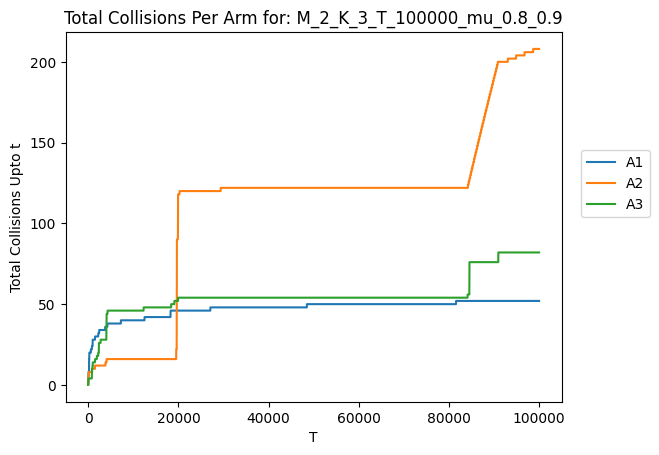 Total Collisions Per Arm for: M_2_K_3_T_100000_mu_0.8_0.9
Total Collisions Upto t
200
150
100
50
0
0 20000 40000 60000 80000 100000
T
A1
A2
A3